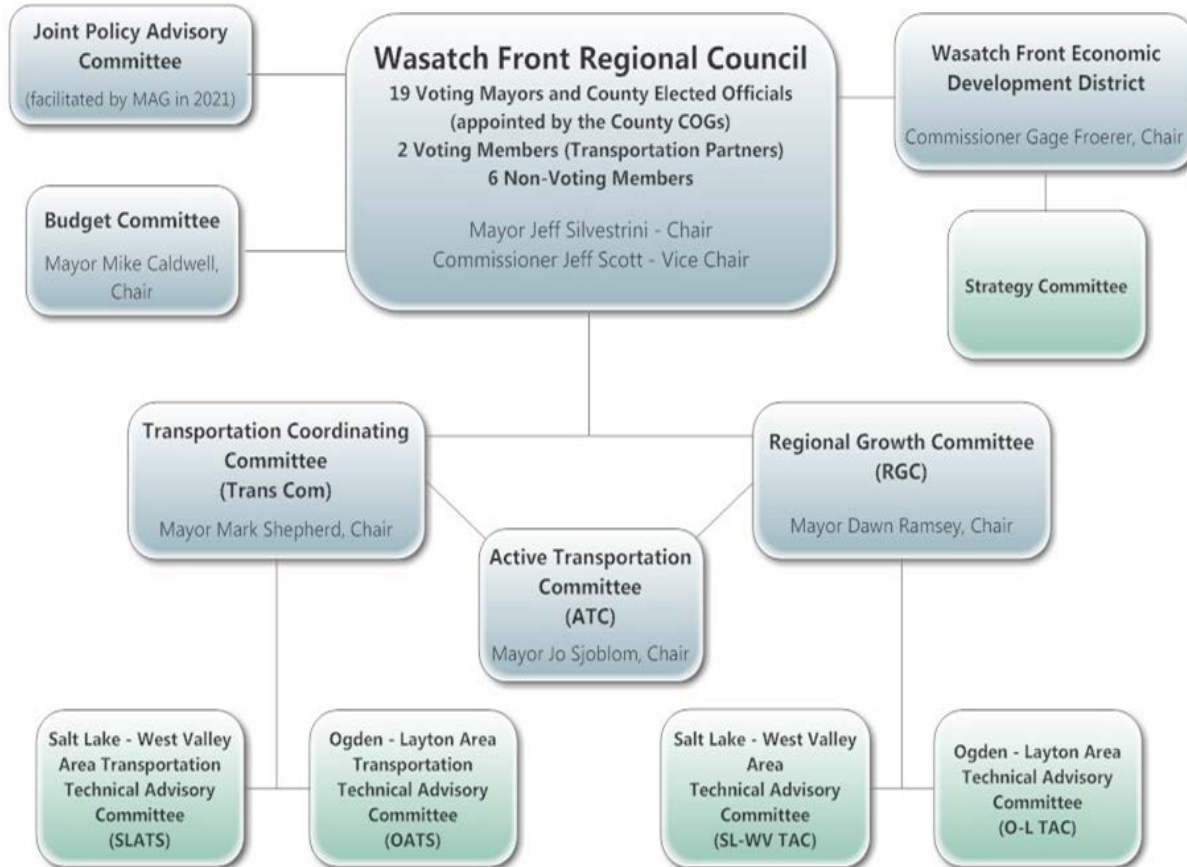 Joint Policy Advisory
Committee
(facilitated by MAG in 2021)
Wasatch Front Regional Council
19 Voting Mayors and County Elected Officials
(appointed by the County COGs)
2 Voting Members (Transportation Partners)
6 Non-Voting Members
Mayor Jeff Silvestrini - Chair
Commissioner Jeff Scott - Vice Chair
Wasatch Front Economic
Development District
Commissioner Gage Froerer, Chair
Budget Committee
Mayor Mike Caldwell,
Chair
Strategy Committee
Transportation Coordinating
Committee
(Trans Com)
Mayor Mark Shepherd, Chair
Regional Growth Committee
(RGC)
Mayor Dawn Ramsey, Chair
Active Transportation
Committee
(ATC)
Mayor Jo Sjoblom, Chair
Salt Lake - West Valley
Area Transportation
Technical Advisory
Committee
(SLATS)
Ogden - Layton Area
Transportation
Technical Advisory
Committee
(OATS)
Salt Lake - West Valley
Area
Technical Advisory
Committee
(SL-WV TAC)
Ogden - Layton Area
Technical Advisory
Committee
(O-L TAC)